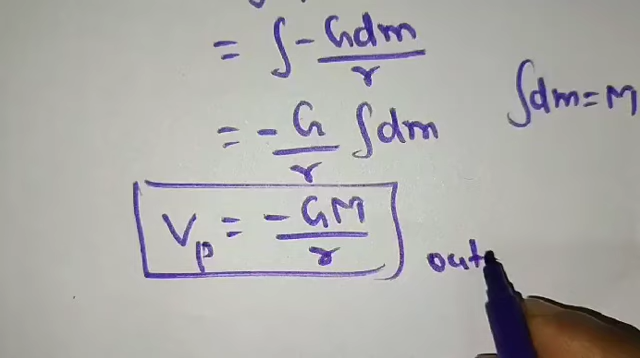 = ∫ - Gdm/r
= - G/r ∫dm
∫dm = M
Vp = - GM/r
out